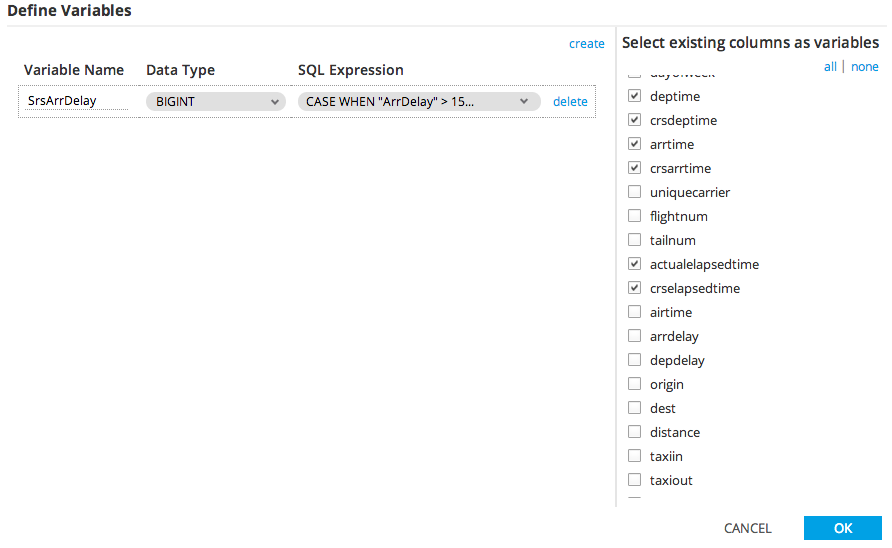 Define Variables
create
Variable Name Data Type SQL Expression
SrsArrDelay BIGINT CASE WHEN "ArrDelay" > 15... delete
Select existing columns as variables
all | none
dayofweek
deptime
crsdeptime
arrtime
crsarrtime
uniquecarrier
flightnum
tailnum
actualelapsedtime
crselapsedtime
airtime
arrdelay
depdelay
origin
dest
distance
taxiin
taxiout
CANCEL OK